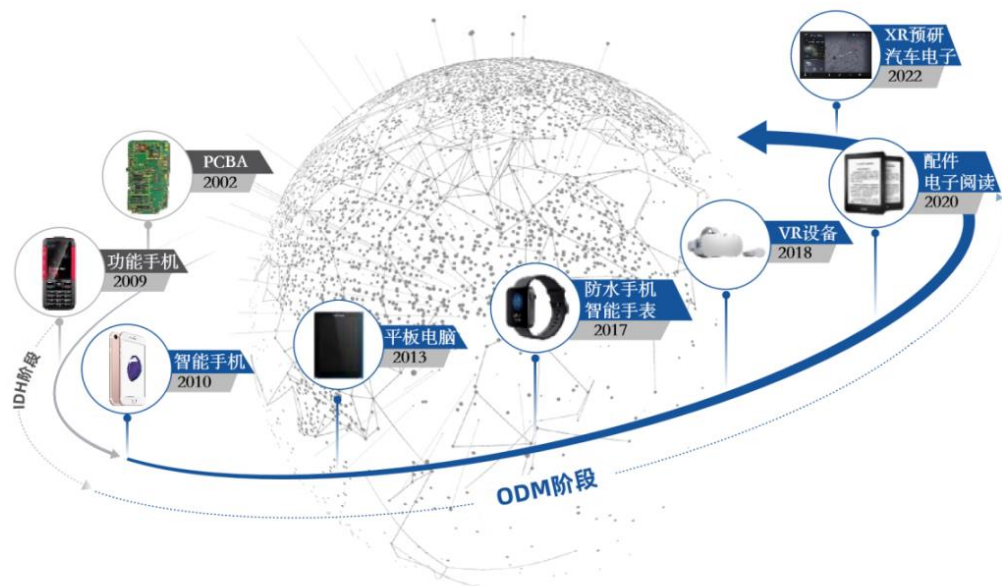 PCBA
2002
功能手机
2009
IDH阶段
智能手机
2010
平板电脑
2013
防水手机
智能手表
2017
VR设备
2018
配件
电子阅读
2020
XR预研
汽车电子
2022
ODM阶段